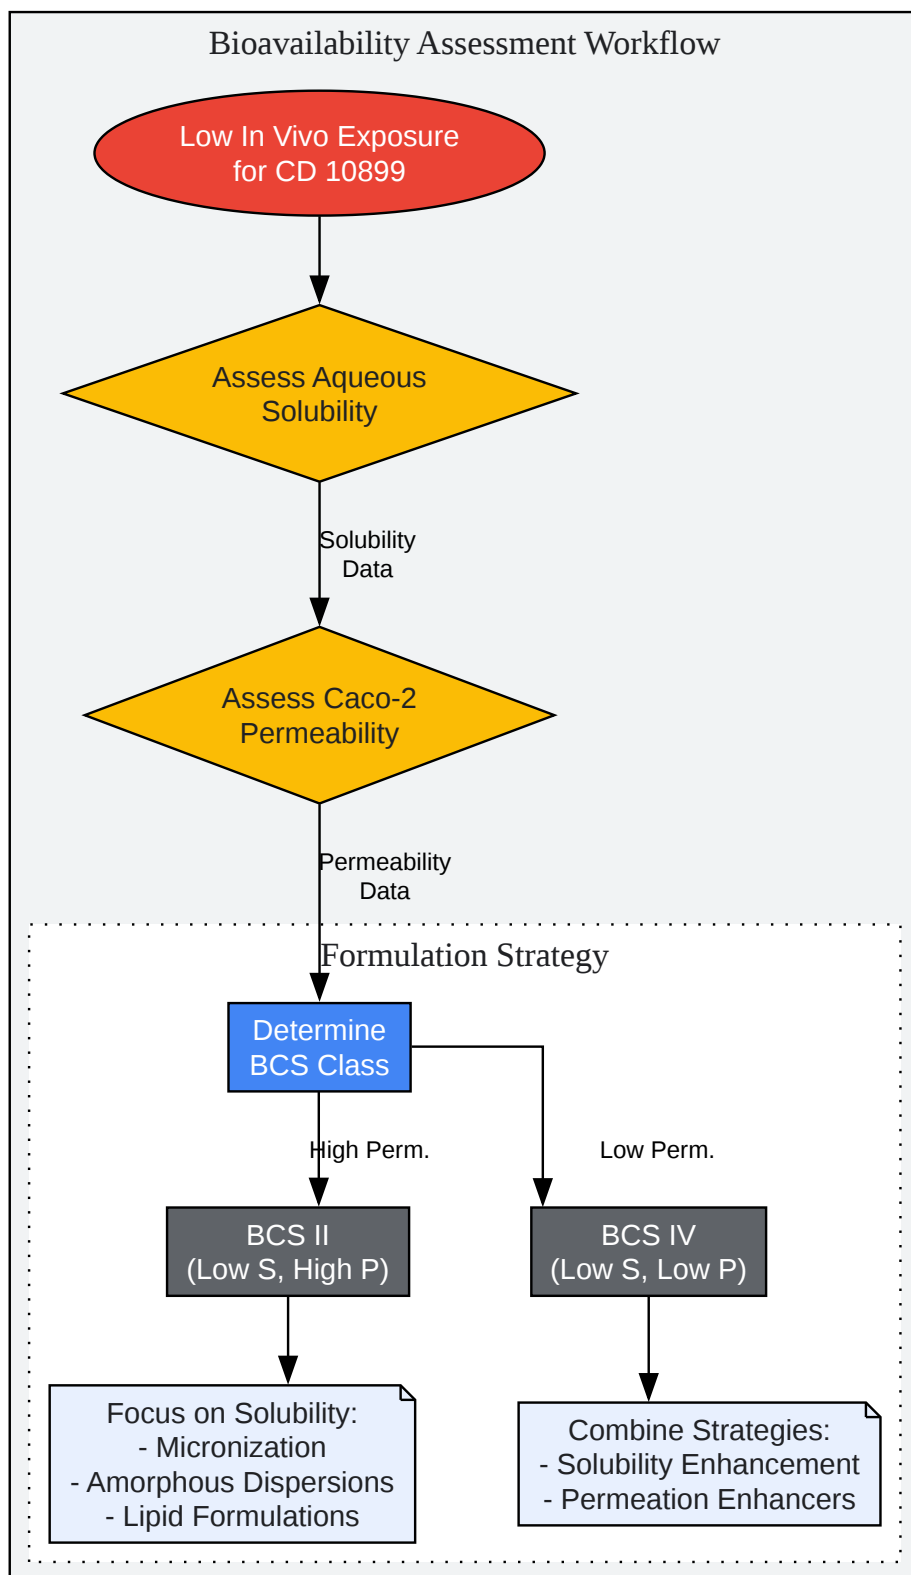 Bioavailability Assessment Workflow
Low In Vivo Exposure
for CD 10899
Assess Aqueous
Solubility
Solubility
Data
Assess Caco-2
Permeability
Permeability
Data
Formulation Strategy
Determine
BCS Class
High Perm.
Low Perm.
BCS II
(Low S, High P)
BCS IV
(Low S, Low P)
Focus on Solubility:
- Micronization
- Amorphous Dispersions
- Lipid Formulations
Combine Strategies:
- Solubility Enhancement
- Permeation Enhancers